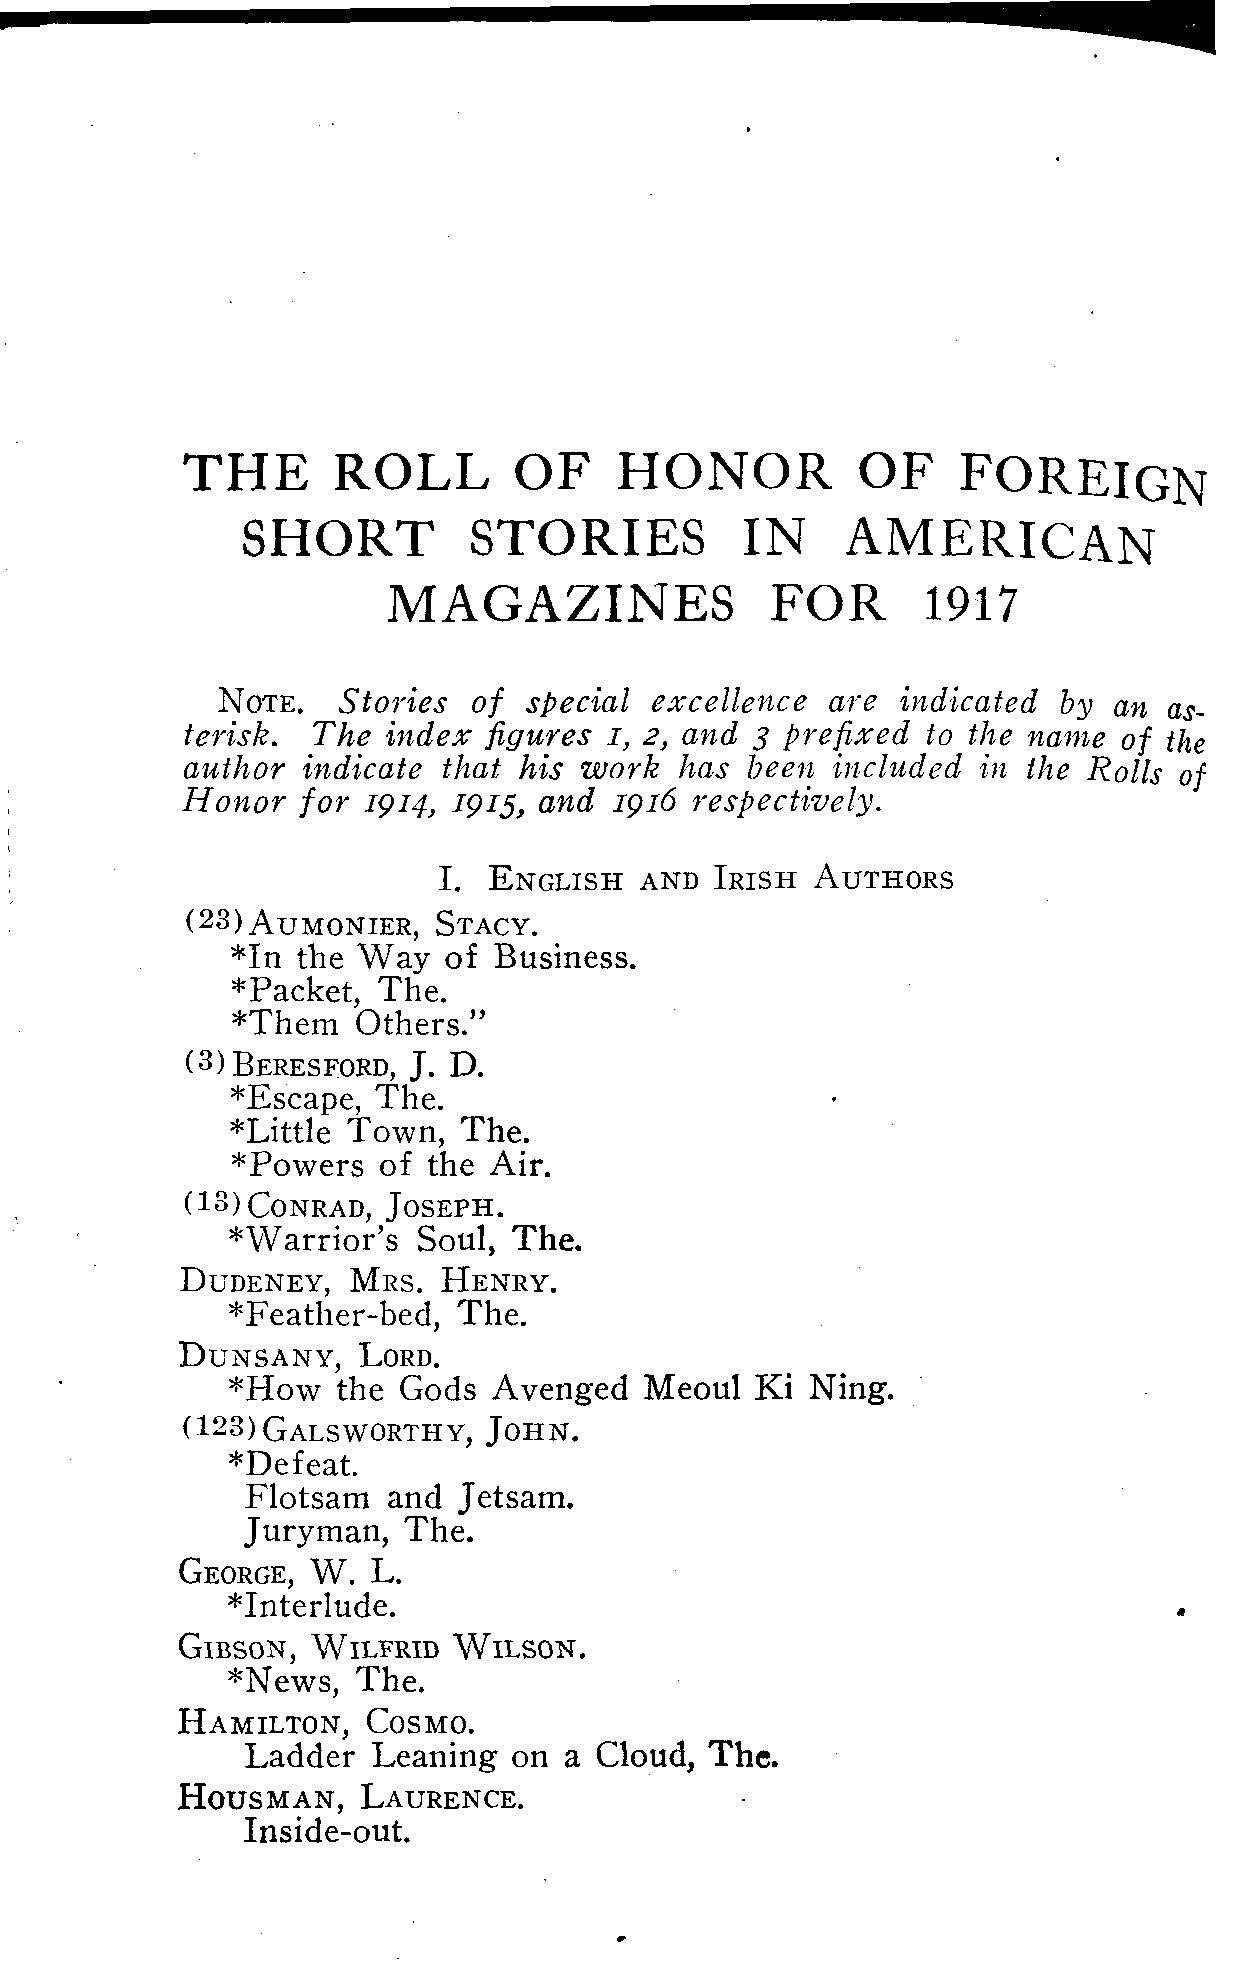 THE ROLL OF HONOR OF FOREIGN
SHORT STORIES IN AMERICAN
MAGAZINES FOR 1917
NOTE. Stories of special excellence are indicated by an as-
terisk. The index figures 1, 2, and 3 prefixed to the name of the
author indicate that his work has been included in the Rolls of
Honor for 1914, 1915, and 1916 respectively.
I. ENGLISH AND IRISH AUTHORS
(23) AUMONIER, STACY.
*In the Way of Business.
*Packet, The.
*Them Others."
(3) BERESFORD, J. D.
*Escape, The.
*Little Town, The.
*Powers of the Air.
(13) CONRAD, JOSEPH.
*Warrior's Soul, The.
DUDENEY, MRS. HENRY.
*Feather-bed, The.
DUNSANY, LORD.
*How the Gods Avenged Meoul Ki Ning.
(123) GALSWORTHY, JOHN.
*Defeat.
Flotsam and Jetsam.
Juryman, The.
GEORGE, W. L.
*Interlude.
GIBSON, WILFRID WILSON.
*News, The.
HAMILTON, COSMO.
Ladder Leaning on a Cloud, The.
HOUSMAN, LAURENCE.
Inside-out.